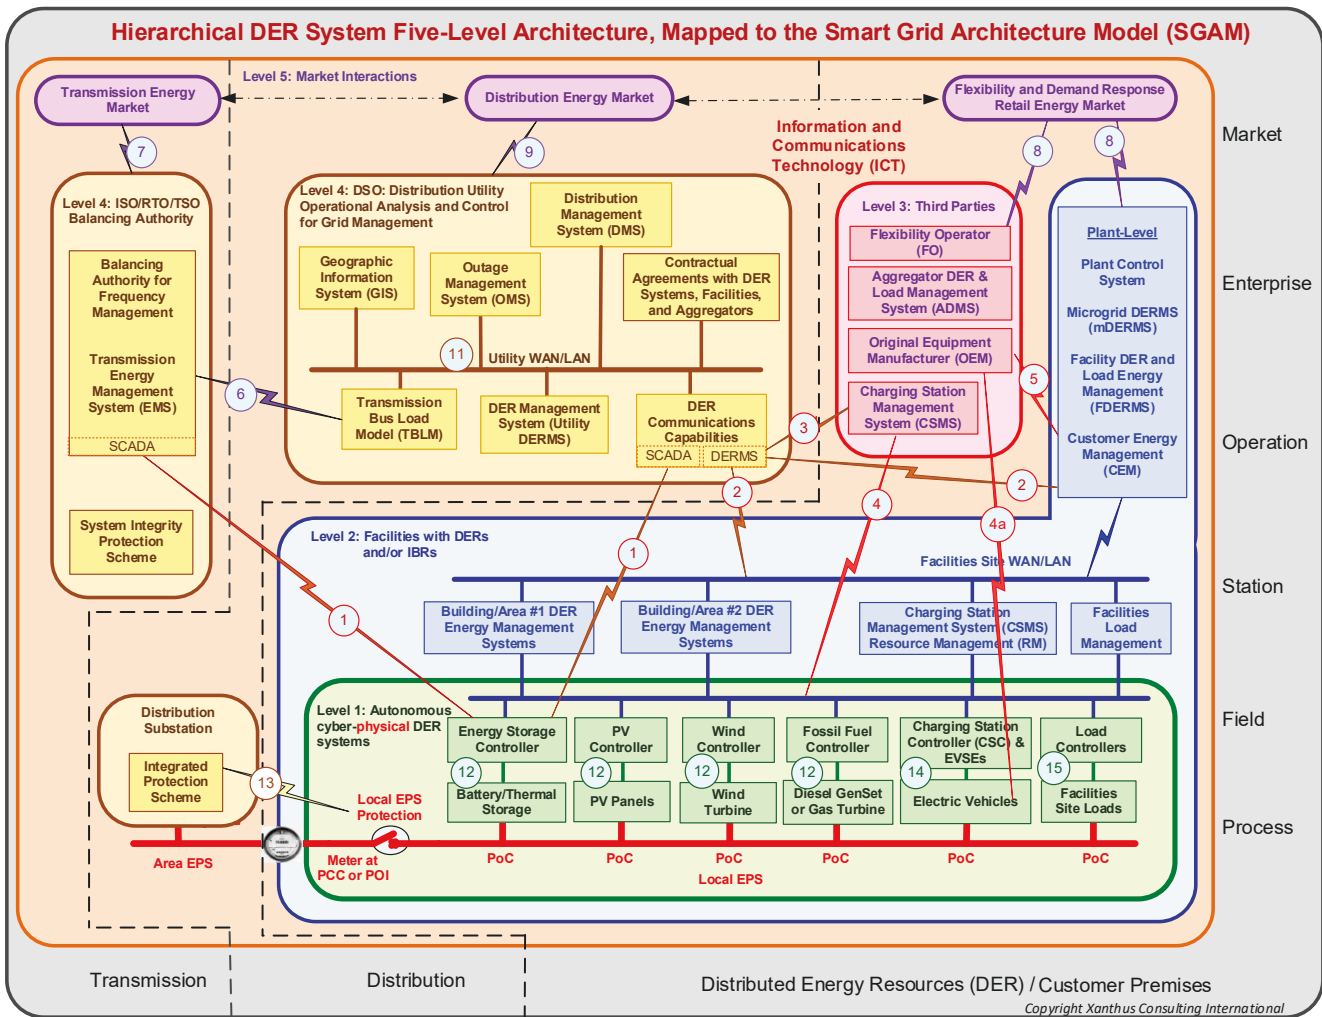 Hierarchical DER System Five-Level Architecture, Mapped to the Smart Grid Architecture Model (SGAM)
Level 5: Market Interactions
Transmission Energy
Market
Distribution Energy Market
Flexibility and Demand Response
Retail Energy Market
Information and
Communications
Technology (ICT)
7
9
8
8
Market
Level 4: ISO/RTO/TSO
Balancing Authority
Balancing
Authority for
Frequency
Management
Transmission
Energy
Management
System (EMS)
SCADA
System Integrity
Protection
Scheme
6
Level 4: DSO: Distribution Utility
Operational Analysis and Control
for Grid Management
Distribution
Management
System (DMS)
Geographic
Information
System (GIS)
Outage
Management
System (OMS)
Contractual
Agreements with DER
Systems, Facilities,
and Aggregators
11
Utility WAN/LAN
Transmission
Bus Load
Model (TBLM)
DER Management
System (Utility
DERMS)
DER
Communications
Capabilities
SCADA
DERMS
3
Level 3: Third Parties
Flexibility Operator
(FO)
Aggregator DER &
Load Management
System (ADMS)
Original Equipment
Manufacturer (OEM)
Charging Station
Management
System (CSMS)
5
Plant-Level
Plant Control
System
Microgrid DERMS
(mDERMS)
Facility DER and
Load Energy
Management
(FDERMS)
Customer Energy
Management
(CEM)
Enterprise
Operation
2
2
4
4a
1
1
Level 2: Facilities with DERs
and/or IBRs
Facilities Site WAN/LAN
Station
Building/Area #1 DER
Energy Management
Systems
Building/Area #2 DER
Energy Management
Systems
Charging Station
Management System (CSMS)
Resource Management (RM)
Facilities
Load
Management
Level 1: Autonomous
cyber-physical DER
systems
Energy Storage
Controller
PV
Controller
Wind
Controller
Fossil Fuel
Controller
Charging Station
Controller (CSC) &
EVSEs
Load
Controllers
Field
12
12
12
12
14
15
Battery/Thermal
Storage
PV Panels
Wind
Turbine
Diesel GenSet
or Gas Turbine
Electric Vehicles
Facilities
Site Loads
Process
Distribution
Substation
Integrated
Protection
Scheme
13
Local EPS
Protection
Area EPS
Meter at
PCC or POI
PoC
PoC
PoC
PoC
PoC
PoC
Local EPS
Transmission
Distribution
Distributed Energy Resources (DER) / Customer Premises
Copyright Xanthus Consulting International